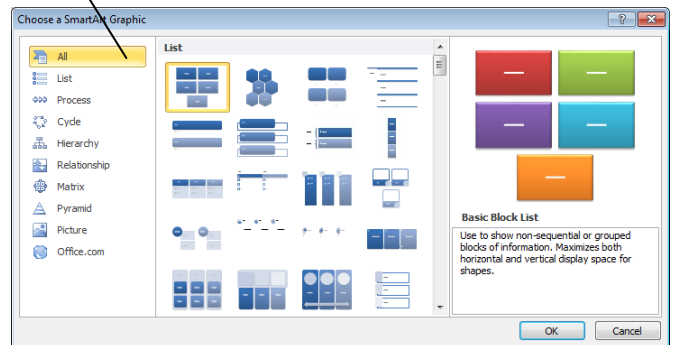 Choose a SmartArt Graphic
All
List
Process
Cycle
Hierarchy
Relationship
Matrix
Pyramid
Picture
Office.com
List
Basic Block List
Use to show non-sequential or grouped
blocks of information. Maximizes both
horizontal and vertical display space for
shapes.
OK
Cancel